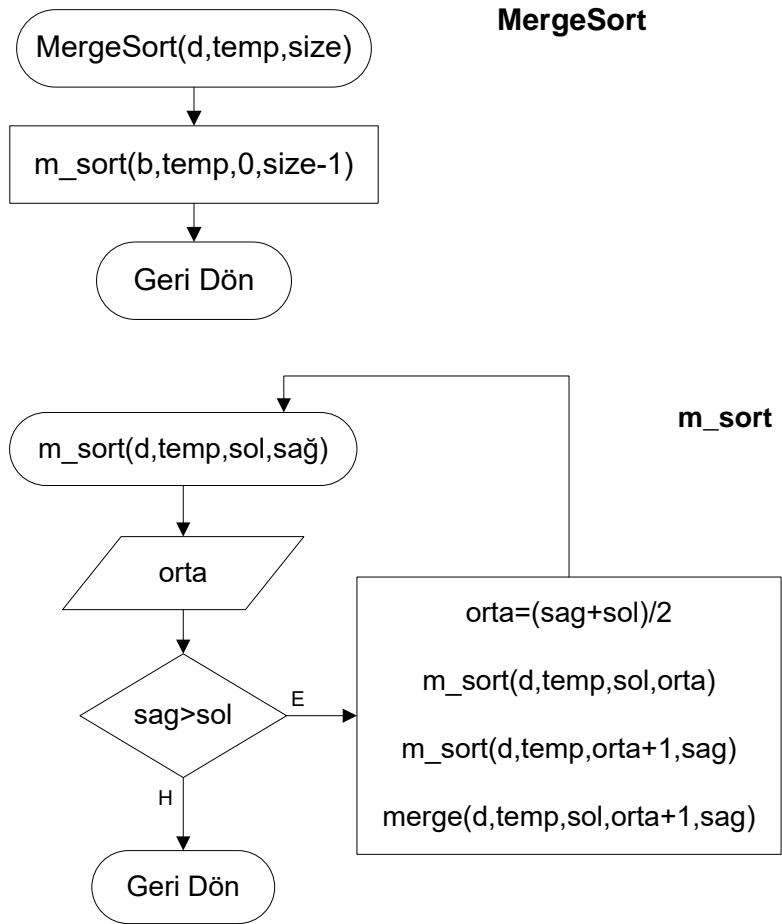 MergeSort
MergeSort(d,temp,size)
m_sort(b,temp,0,size-1)
Geri Dön
m_sort
m_sort(d,temp,sol,sağ)
orta
sag>sol
E
H
orta=(sag+sol)/2
m_sort(d,temp,sol,orta)
m_sort(d,temp,orta+1,sag)
merge(d,temp,sol,orta+1,sag)
Geri Dön